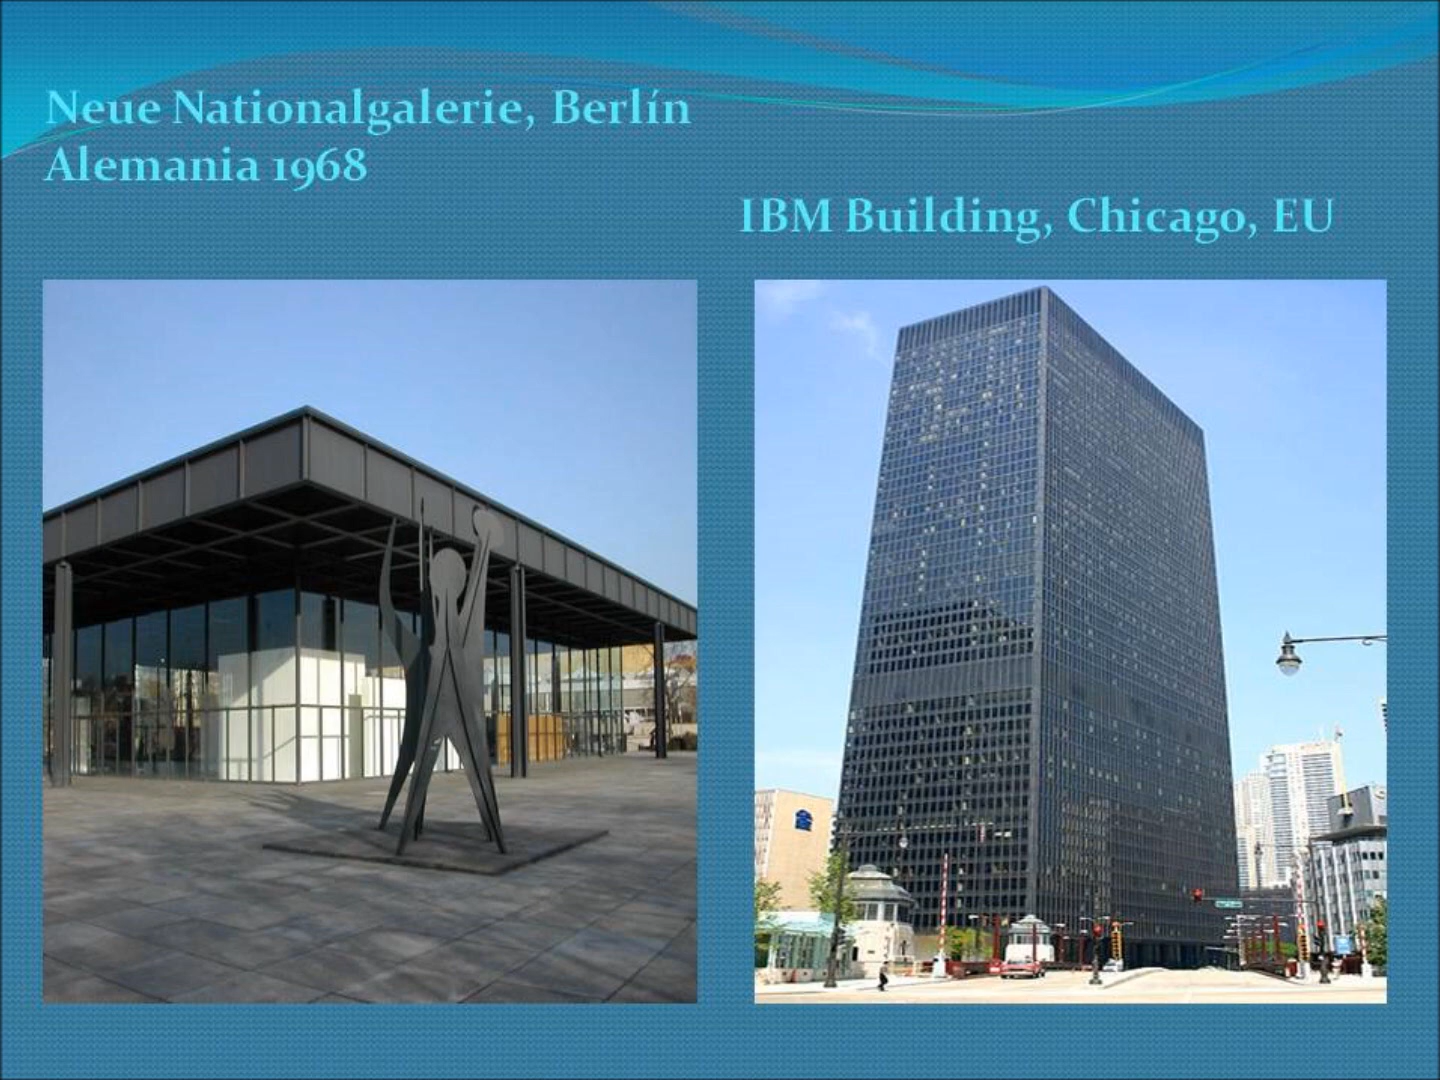 Neue Nationalgalerie, Berlín
Alemania 1968
IBM Building, Chicago, EU